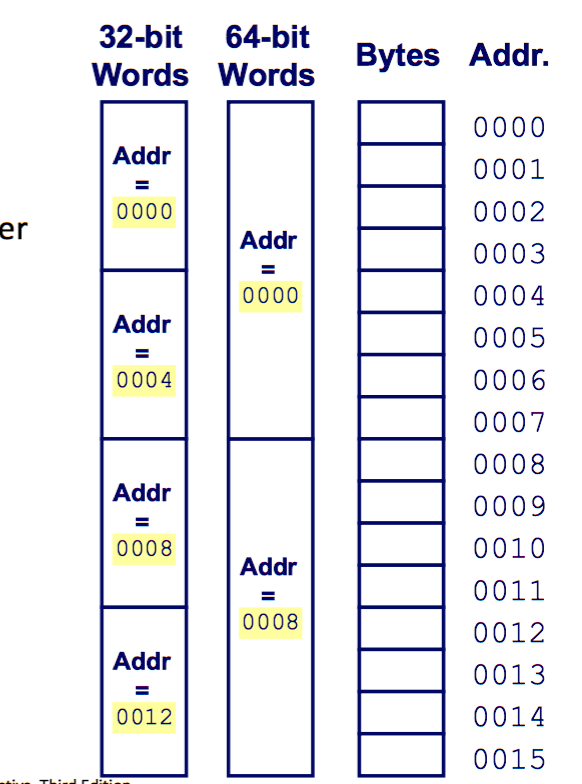 32-bit Words
64-bit Words
Bytes
Addr.
Addr
=
0000
Addr
=
0004
Addr
=
0008
Addr
=
0012
Addr
=
0000
Addr
=
0008
0000
0001
0002
0003
0004
0005
0006
0007
0008
0009
0010
0011
0012
0013
0014
0015
er
Third Edition